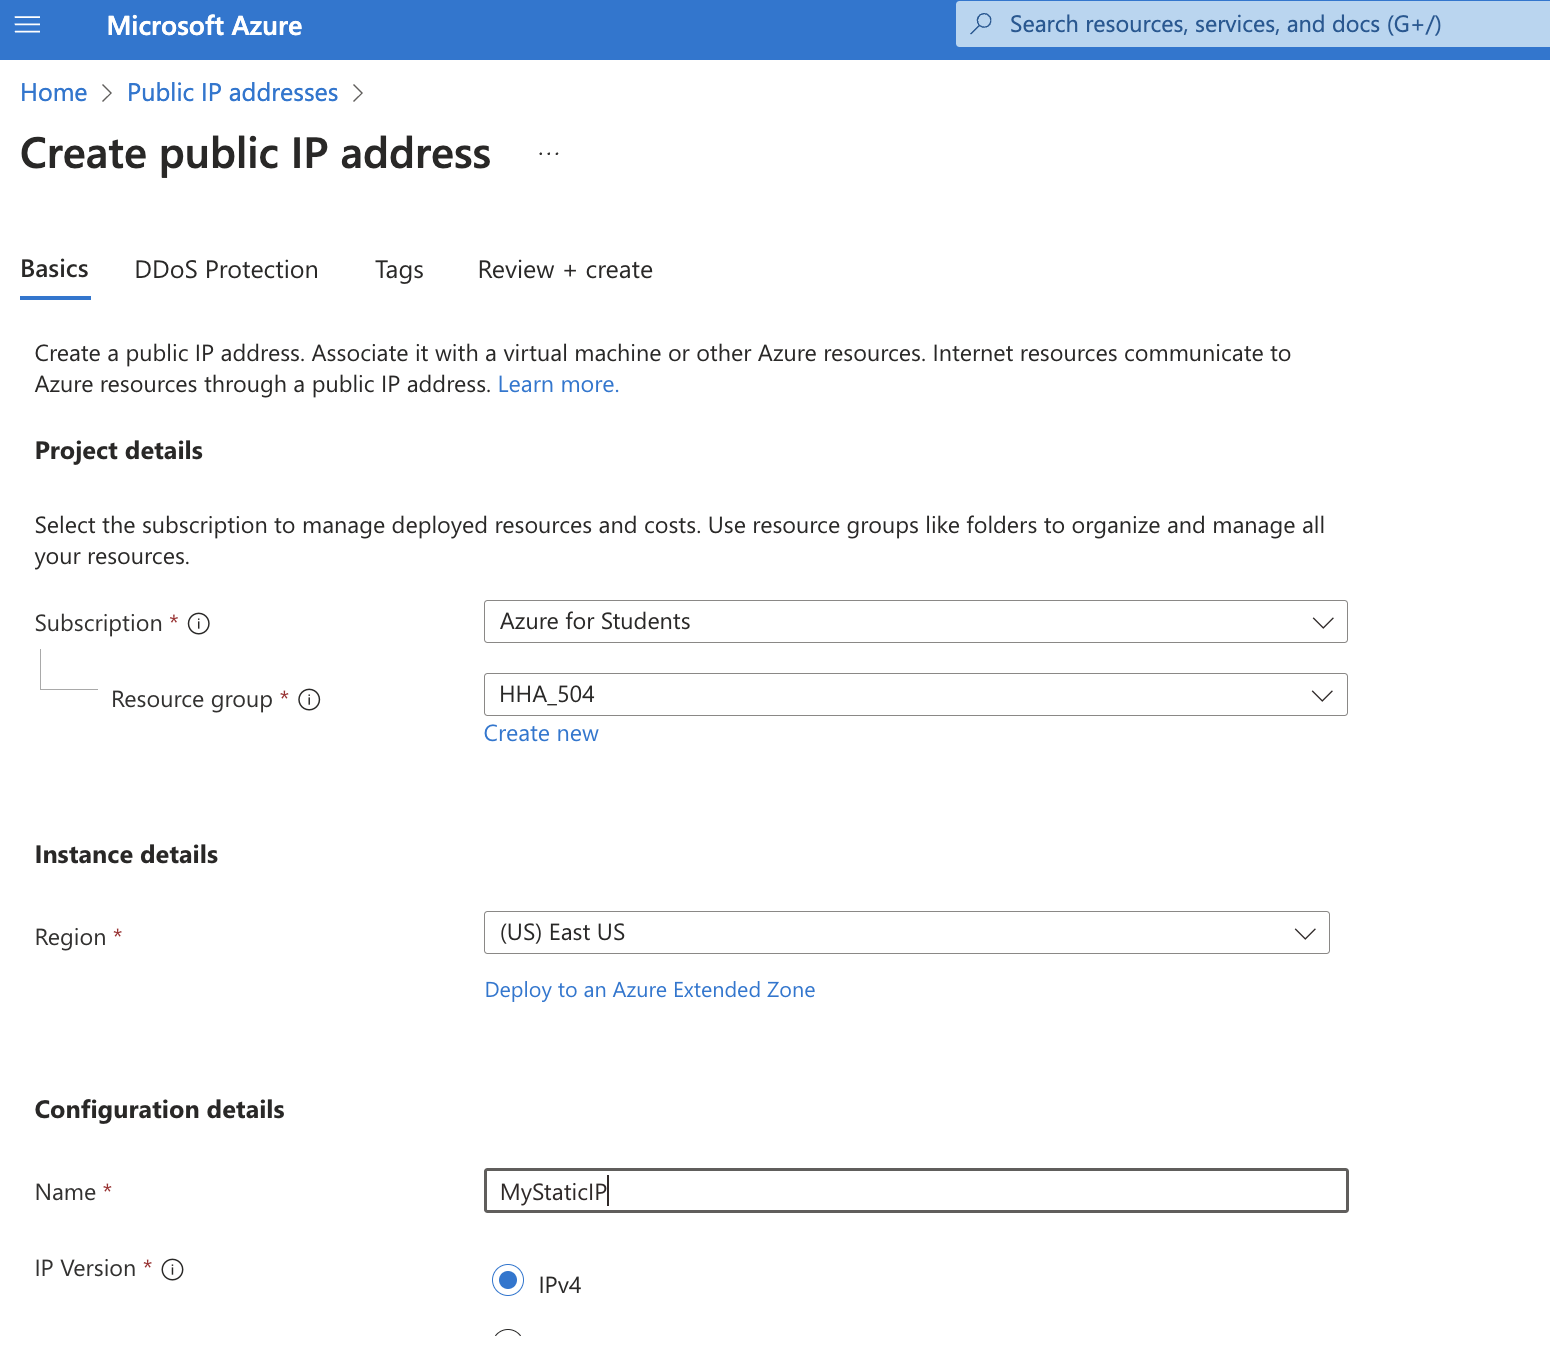 Microsoft Azure
Search resources, services, and docs (G+/)
Home > Public IP addresses >
Create public IP address ...
Basics DDoS Protection Tags Review + create
Create a public IP address. Associate it with a virtual machine or other Azure resources. Internet resources communicate to
Azure resources through a public IP address. Learn more.
Project details
Select the subscription to manage deployed resources and costs. Use resource groups like folders to organize and manage all
your resources.
Subscription *
Azure for Students
Resource group *
HHA_504
Create new
Instance details
Region *
(US) East US
Deploy to an Azure Extended Zone
Configuration details
Name *
MyStaticIP
IP Version *
IPv4